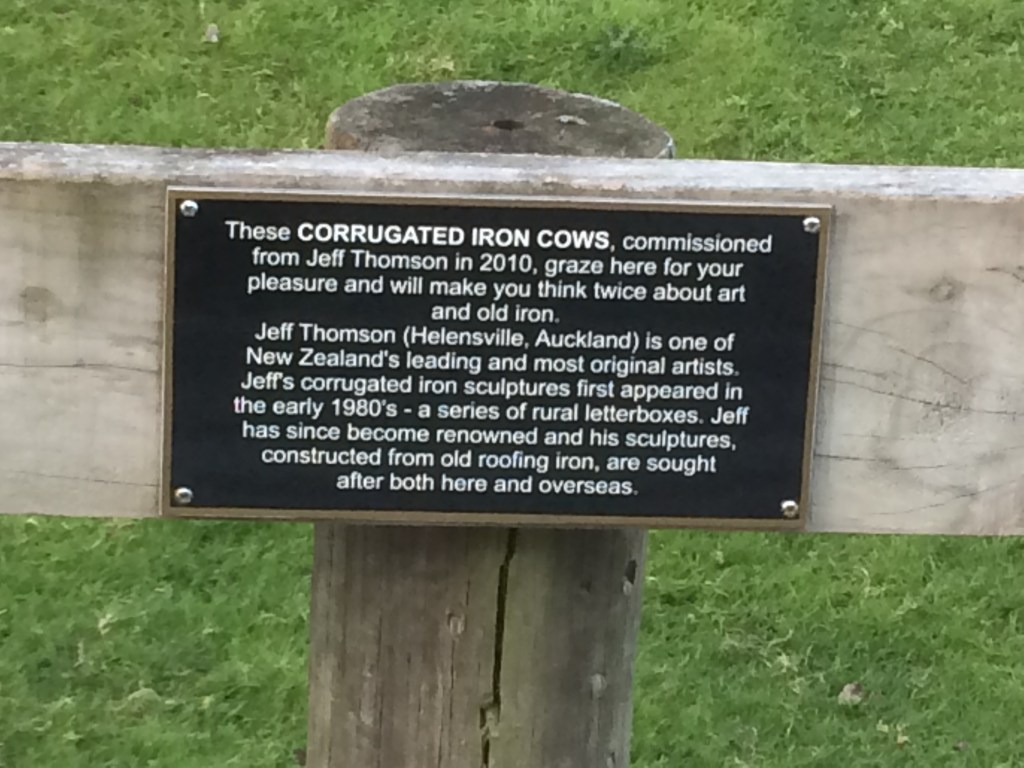 These CORRUGATED IRON COWS, commissioned
from Jeff Thomson in 2010, graze here for your
pleasure and will make you think twice about art
and old iron.
Jeff Thomson (Helensville, Auckland) is one of
New Zealand's leading and most original artists.
Jeff's corrugated iron sculptures first appeared in
the early 1980's - a series of rural letterboxes. Jeff
has since become renowned and his sculptures,
constructed from old roofing iron, are sought
after both here and overseas.